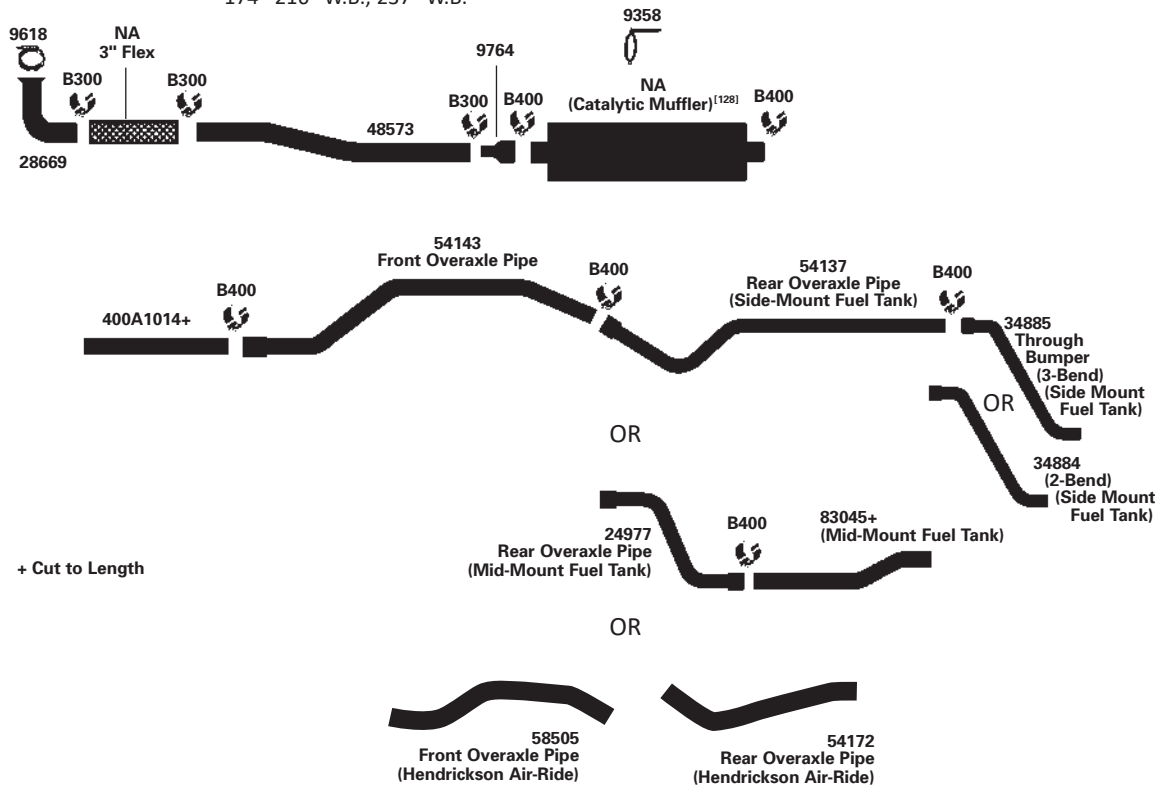 9618
NA
3" Flex
9764
9358
B300
B300
B300
B400
NA
(Catalytic Muffler)[128]
B400
48573
28669
54143
Front Overaxle Pipe
B400
B400
54137
Rear Overaxle Pipe
(Side-Mount Fuel Tank)
B400
400A1014+
34885
Through
Bumper
(3-Bend)
(Side Mount
Fuel Tank)
OR
OR
34884
(2-Bend)
(Side Mount
Fuel Tank)
24977
Rear Overaxle Pipe
(Mid-Mount Fuel Tank)
B400
83045+
(Mid-Mount Fuel Tank)
+ Cut to Length
OR
58505
Front Overaxle Pipe
(Hendrickson Air-Ride)
54172
Rear Overaxle Pipe
(Hendrickson Air-Ride)